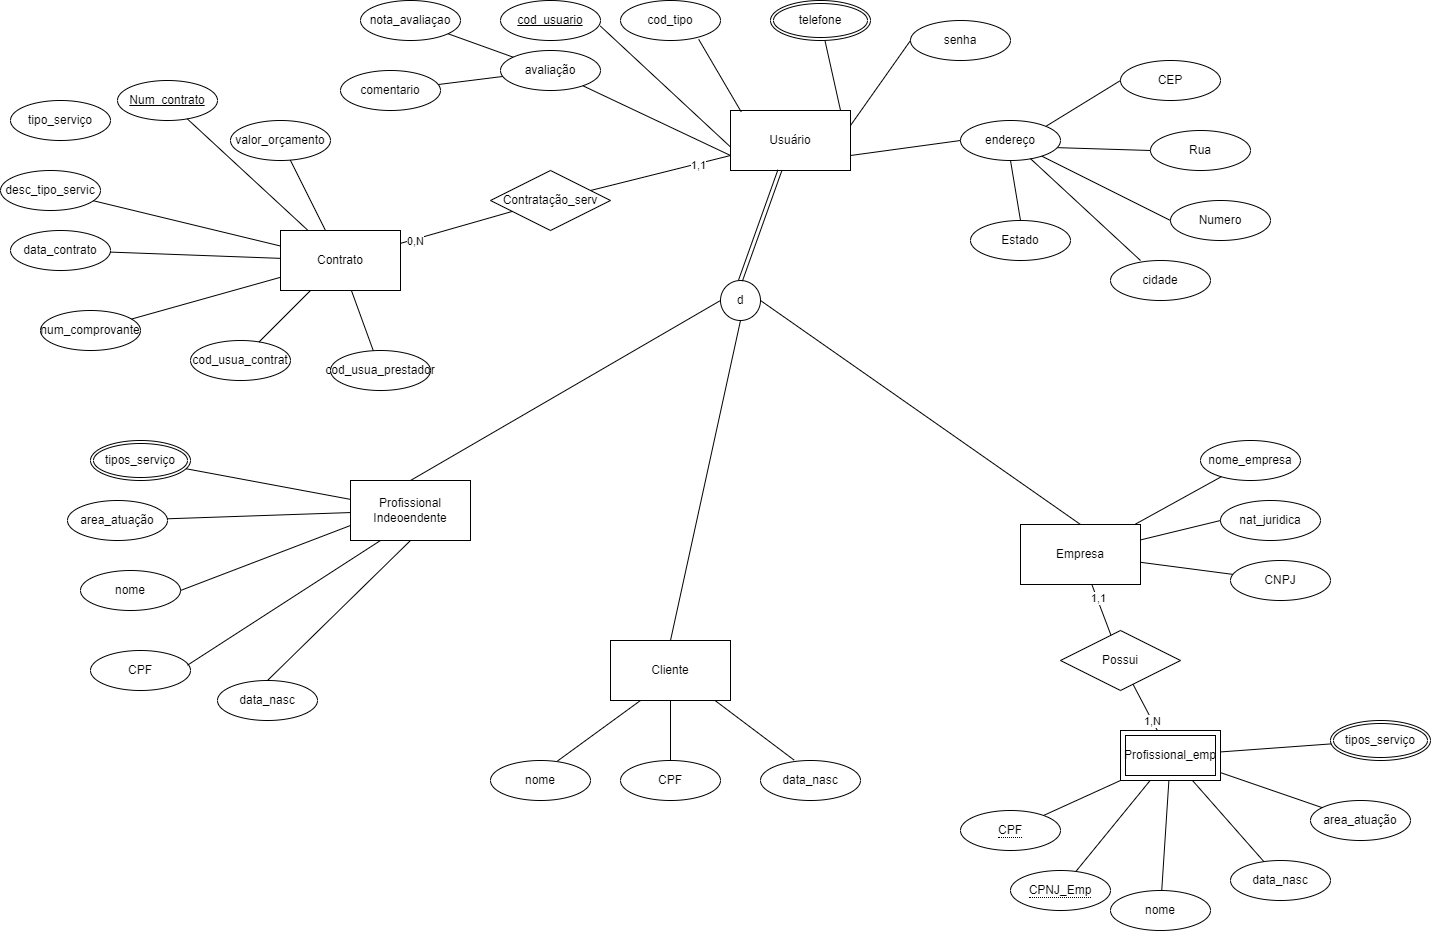 nota_avaliaçao
cod_usuario
cod_tipo
telefone
senha
comentario
avaliação
CEP
tipo_serviço
Num_contrato
valor_orçamento
Usuário
endereço
Rua
desc_tipo_servic
1,1
Contratação_serv
Numero
data_contrato
0,N
Contrato
Estado
cidade
num_comprovante
d
cod_usua_contrat
cod_usua_prestador
tipos_serviço
nome_empresa
area_atuação
Profissional
Indeoendente
nat_juridica
Empresa
nome
CNPJ
1,1
CPF
Cliente
Possui
data_nasc
1,N
tipos_serviço
Profissional_emp
nome
CPF
data_nasc
CPF
area_atuação
CPNJ_Emp
data_nasc
nome